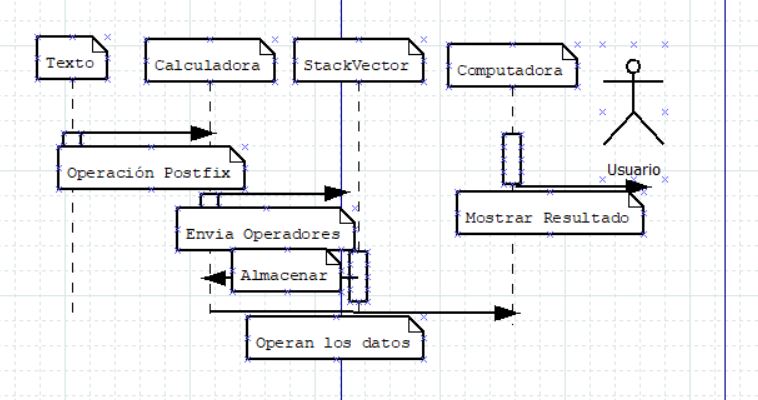 Texto
Calculadora
StackVector
Computadora
Usuario
Operación Postfix
Mostrar Resultado
Envia Operadores
Almacenar
Operan los datos